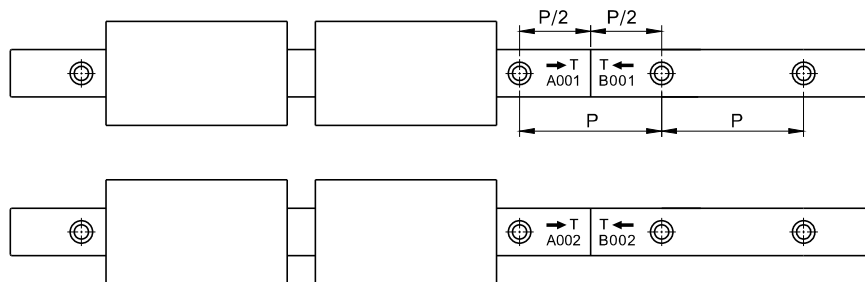 P/2 P/2
→ T T ←
A001 B001
P P
→ T T ←
A002 B002